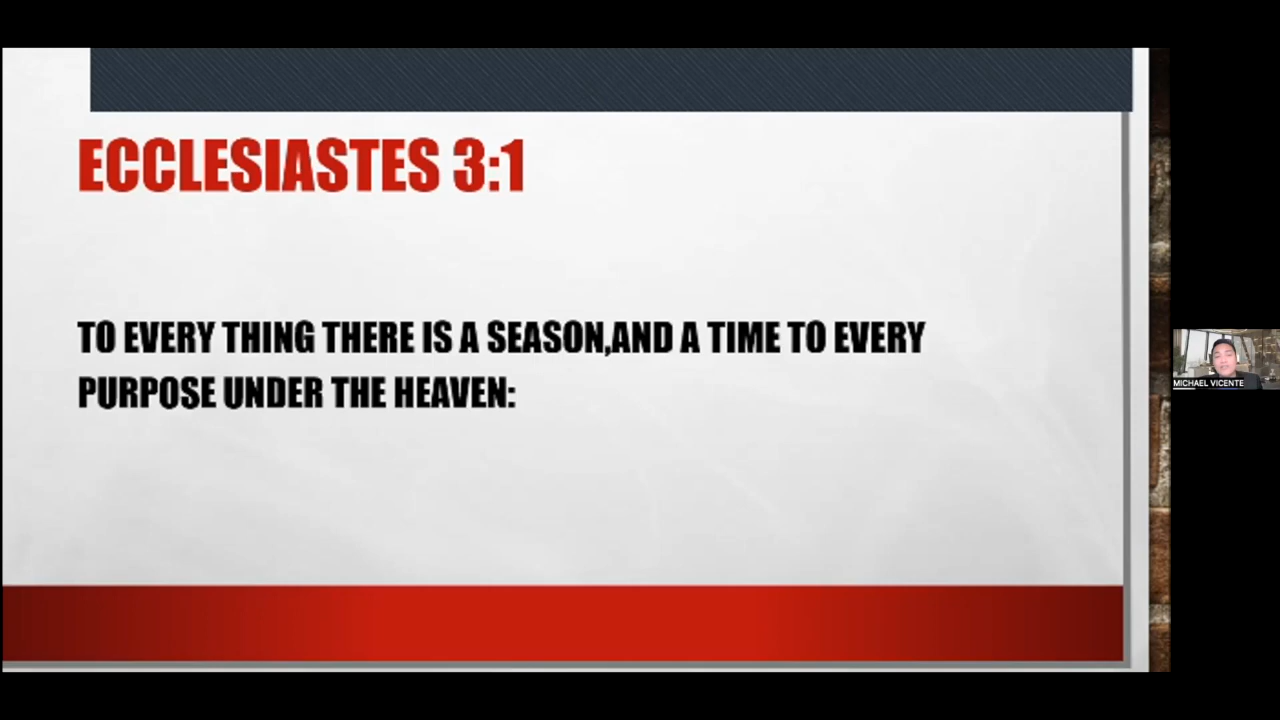 ECCLESIASTES 3:1
TO EVERY THING THERE IS A SEASON,AND A TIME TO EVERY
PURPOSE UNDER THE HEAVEN:
MICHAEL VICENTE